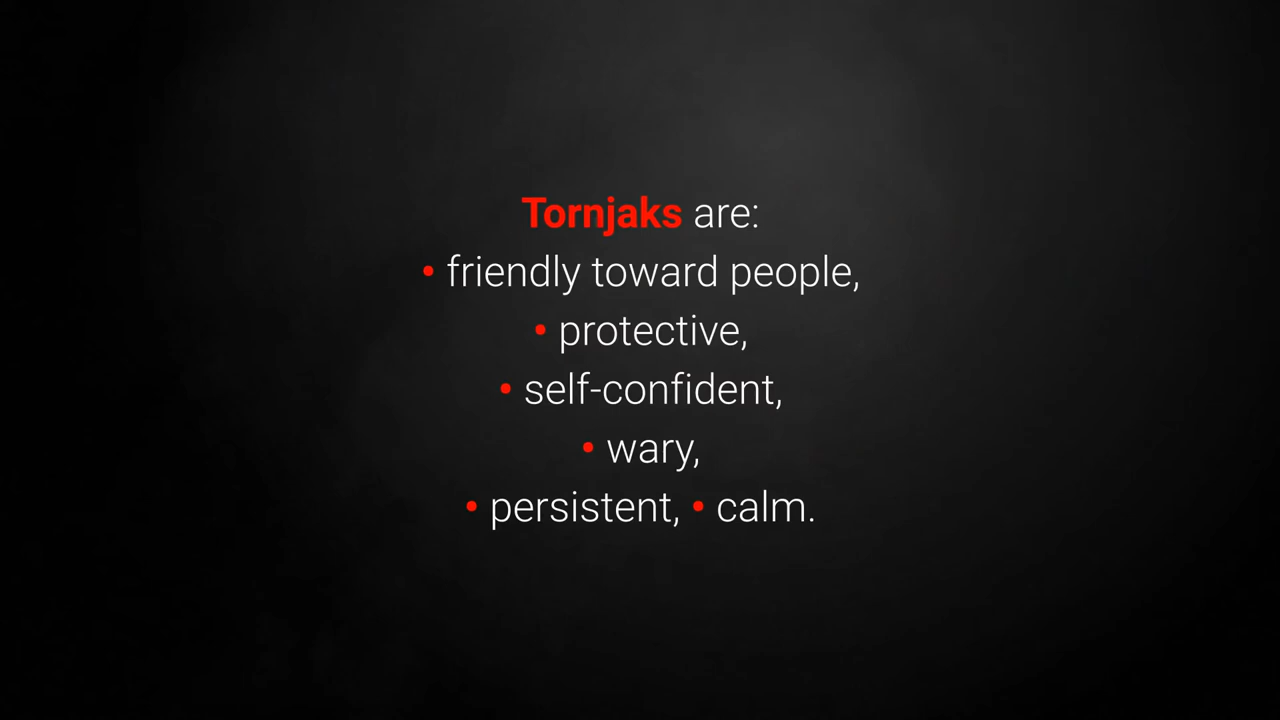 Tornjaks are:
• friendly toward people,
• protective,
• self-confident,
• wary,
• persistent, • calm.